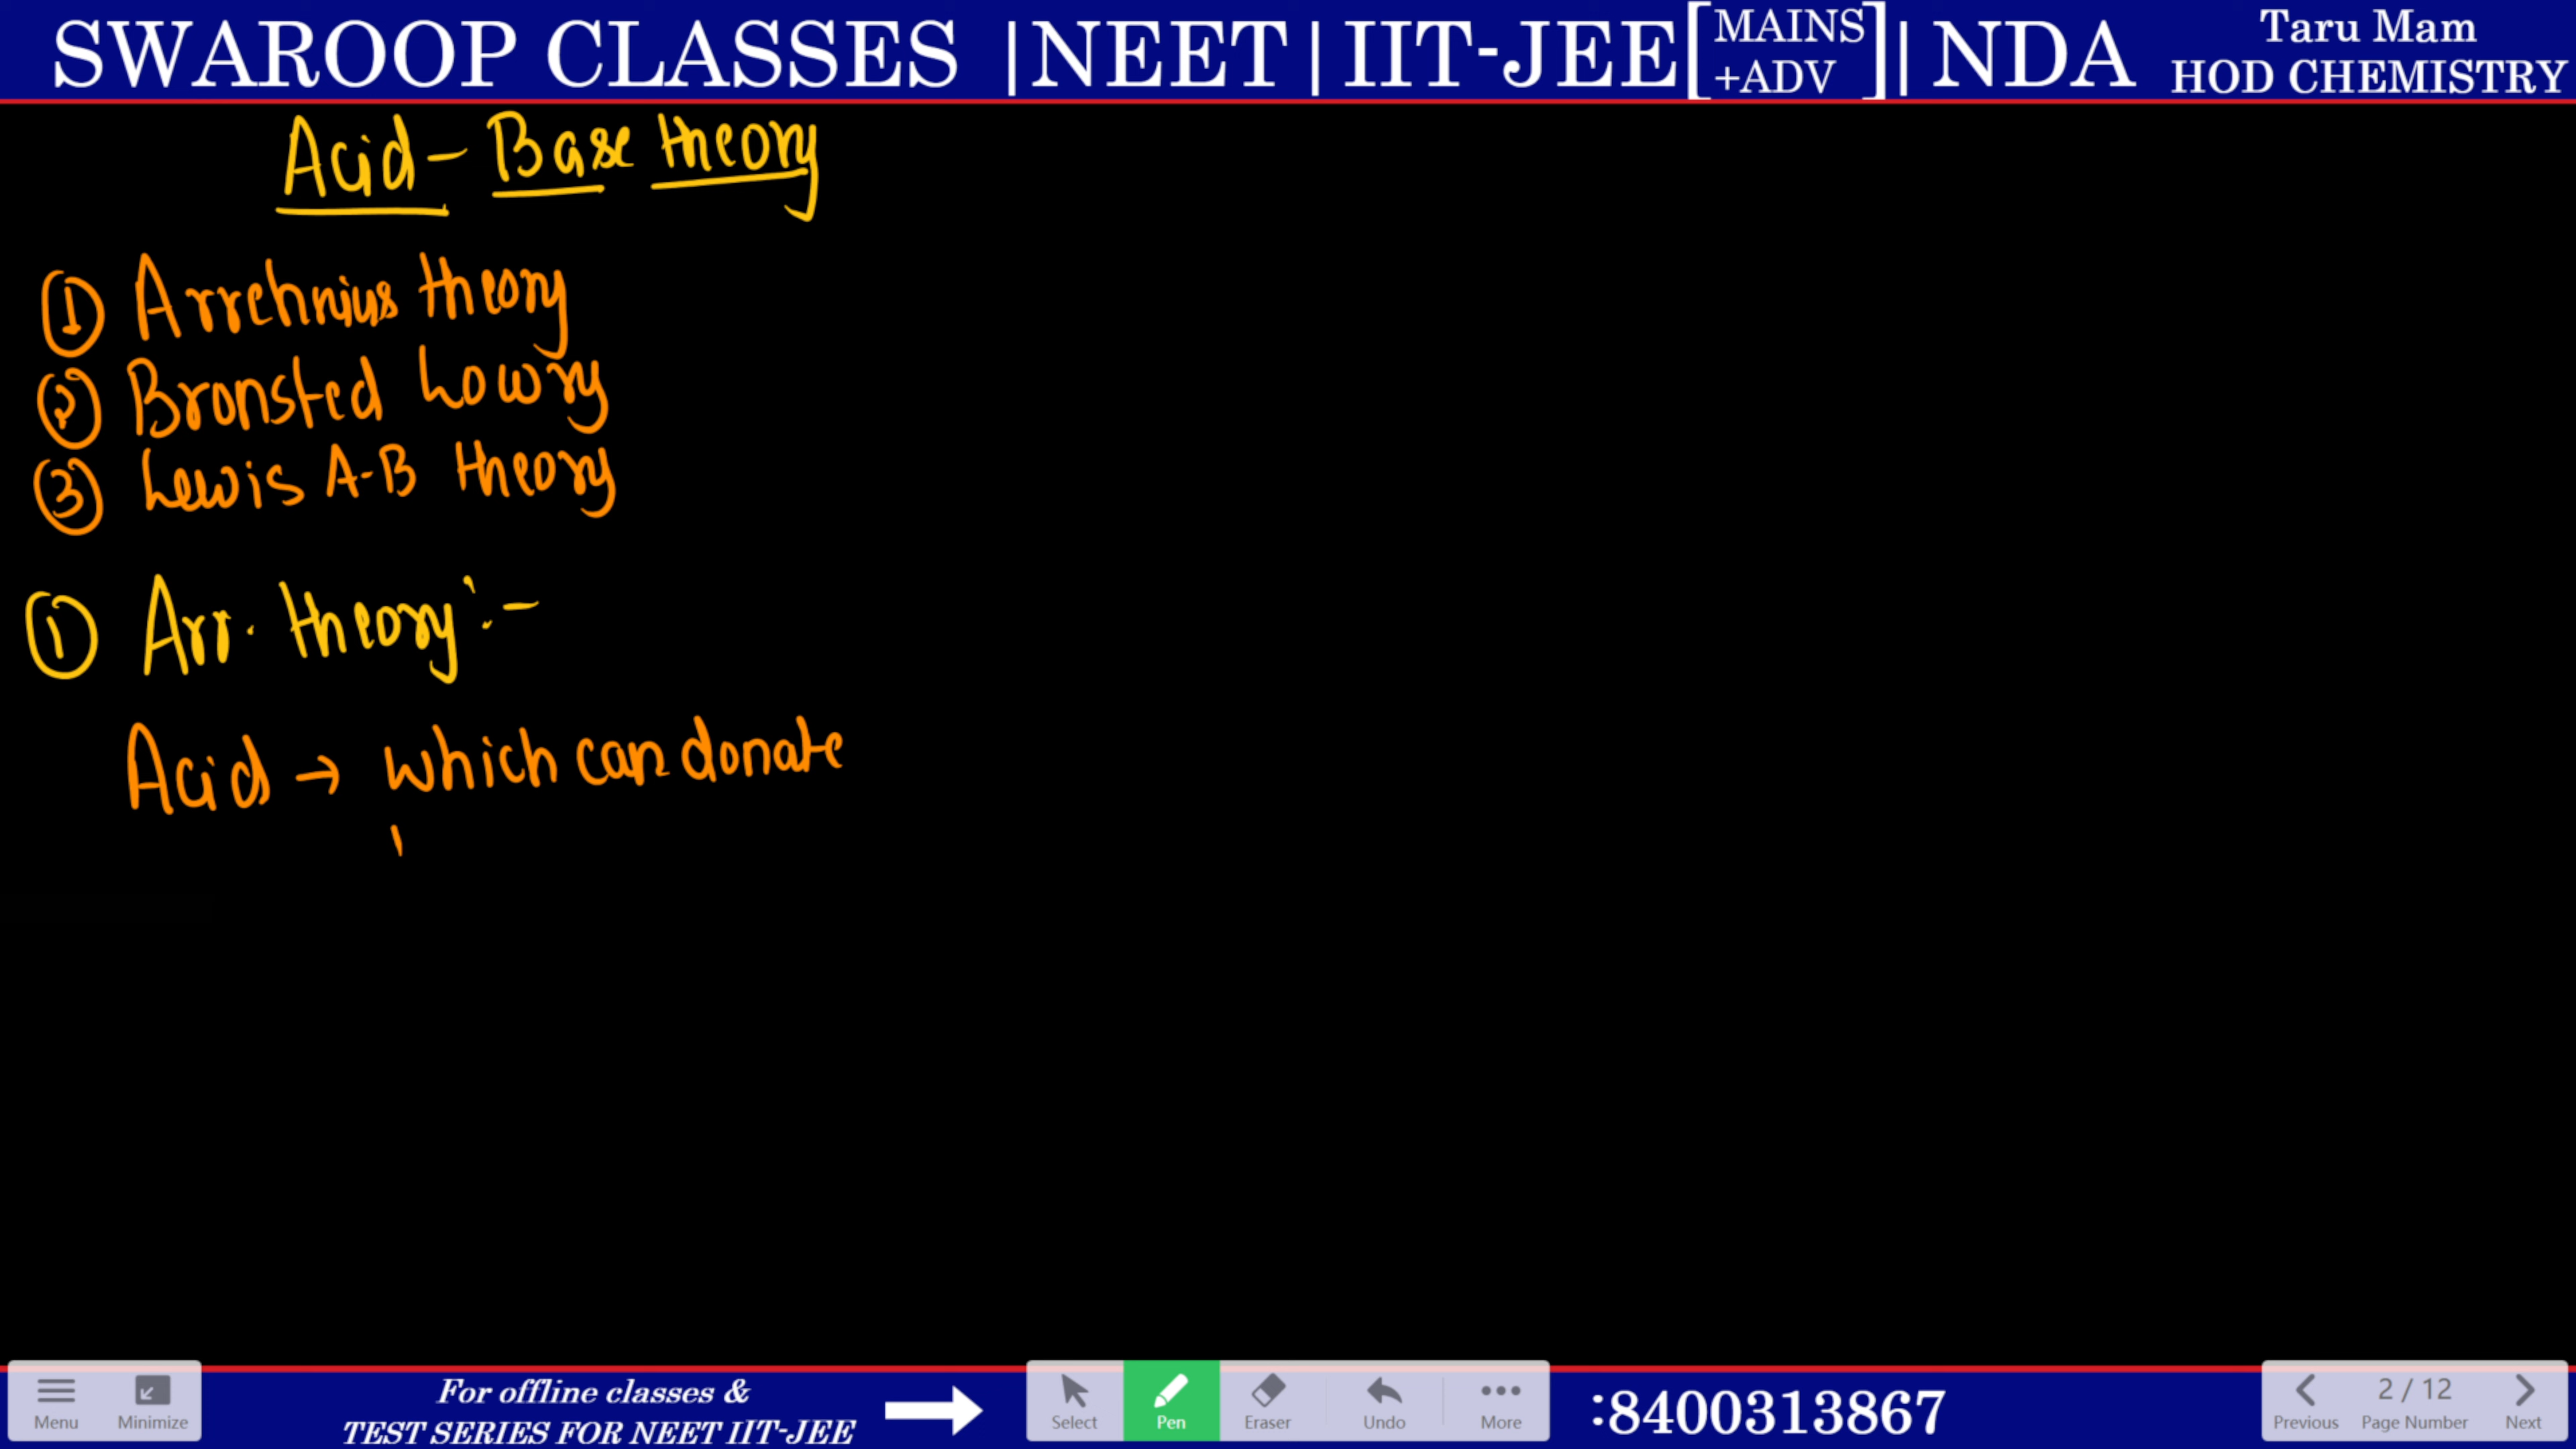 SWAROOP CLASSES |NEET| IIT-JEE[MAINS +ADV]| NDA
Taru Mam
HOD CHEMISTRY
Acid - Base theory
① Arrehnius theory
② Bronsted Lowry
③ Lewis A-B theory
① Arr. theory :-
Acid → which can donate
Menu
Minimize
For offline classes &
TEST SERIES FOR NEET IIT-JEE
Select
Pen
Eraser
Undo
More
:8400313867
Previous
2 / 12
Page Number
Next